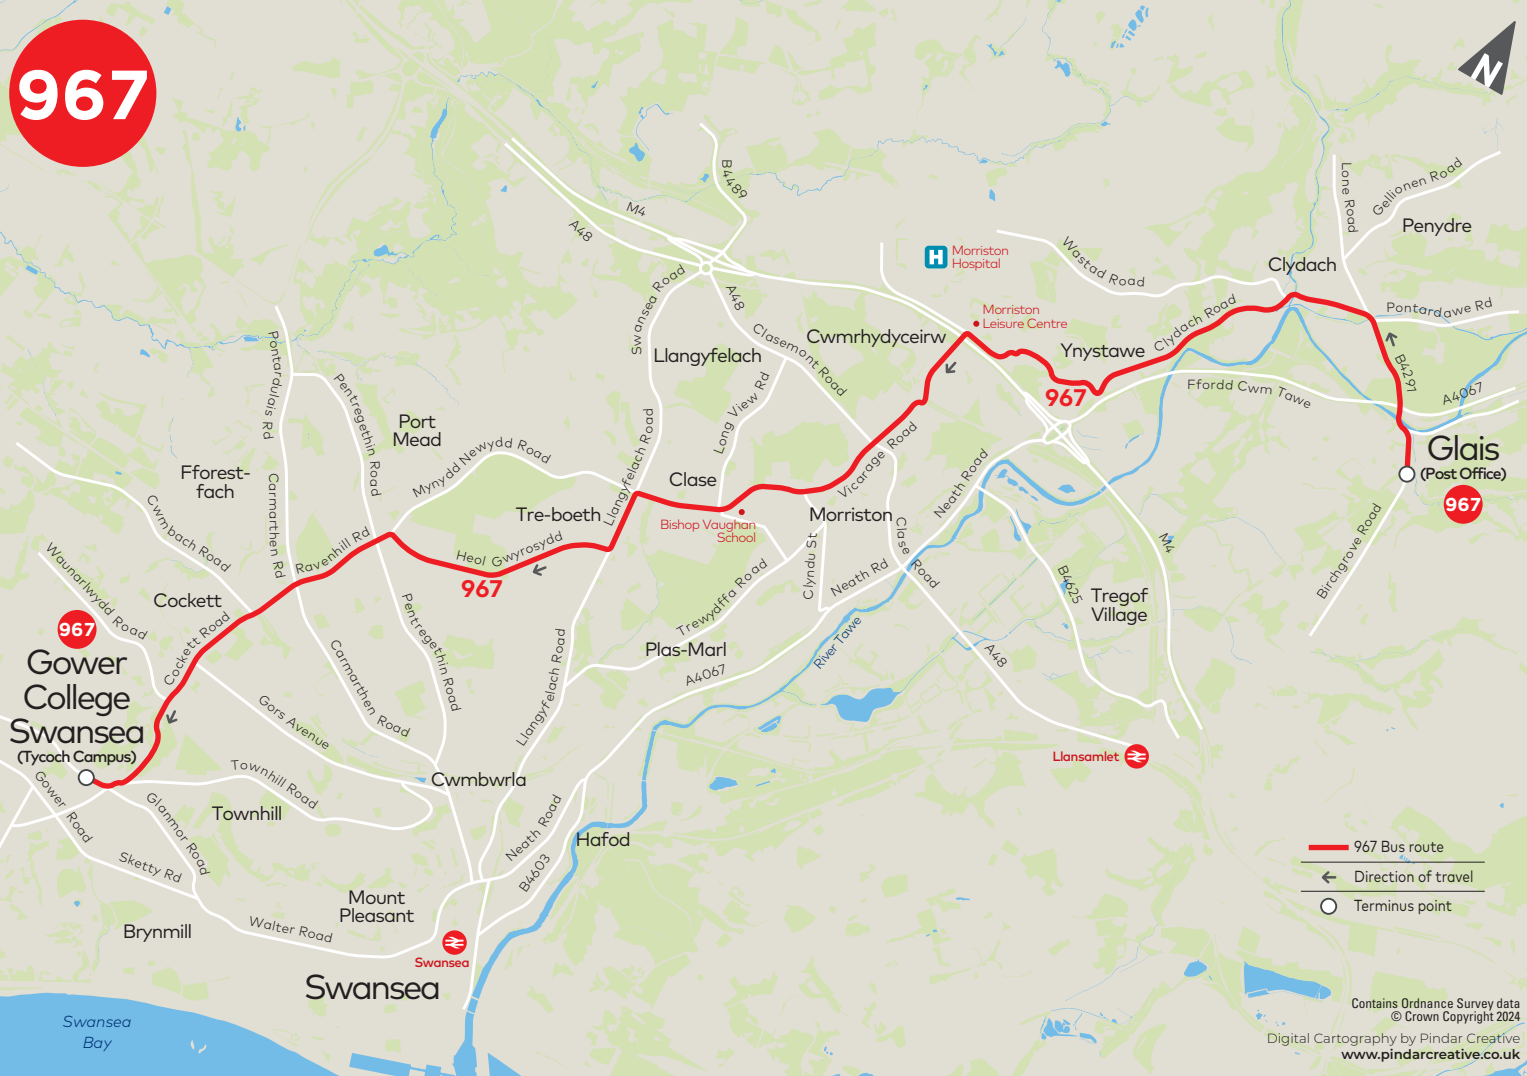 967
N
B4489
M4
A48
Lone Road
Gellionen Road
Penydre
Morriston
Hospital
H
Wastad Road
Clydach
Swansea Road
A48
Clasemont Road
Morriston
Leisure Centre
Pontardawe Rd
Clydach Road
Cwmrhydyceirw
Ynystawe
Llangyfelach
Pontardulais Rd
Pentregethin Road
Long View Rd
967
Ffordd Cwm Tawe
B4291
A4067
Port
Mead
Mynydd Newydd Road
Llangyfelach Road
Vicarage Road
Neath Road
Glais
(Post Office)
967
Fforest-
fach
Carmarthen Rd
Clase
Cwmbach Road
Tre-boeth
Bishop Vaughan
School
Morriston
Clase Road
M4
Ravenhill Rd
Heol Gwyrosydd
967
Clyndu St
Neath Rd
B4625
Birchgrove Road
Waunarlwydd Road
Cockett
Cockett Road
Pentregethin Road
Trewyddfa Road
Tregof
Village
967
Gower
College
Swansea
(Tycoch Campus)
Carmarthen Road
Llangyfelach Road
Plas-Marl
A4067
River Tawe
A48
Gors Avenue
Llansamlet
Gower Road
Townhill Road
Cwmbwrla
Townhill
Glanmor Road
Neath Road
Hafod
B4603
Sketty Rd
Mount
Pleasant
Walter Road
Brynmill
Swansea
Swansea
Swansea
Bay
967 Bus route
Direction of travel
Terminus point
Contains Ordnance Survey data
© Crown Copyright 2024
Digital Cartography by Pindar Creative
www.pindarcreative.co.uk